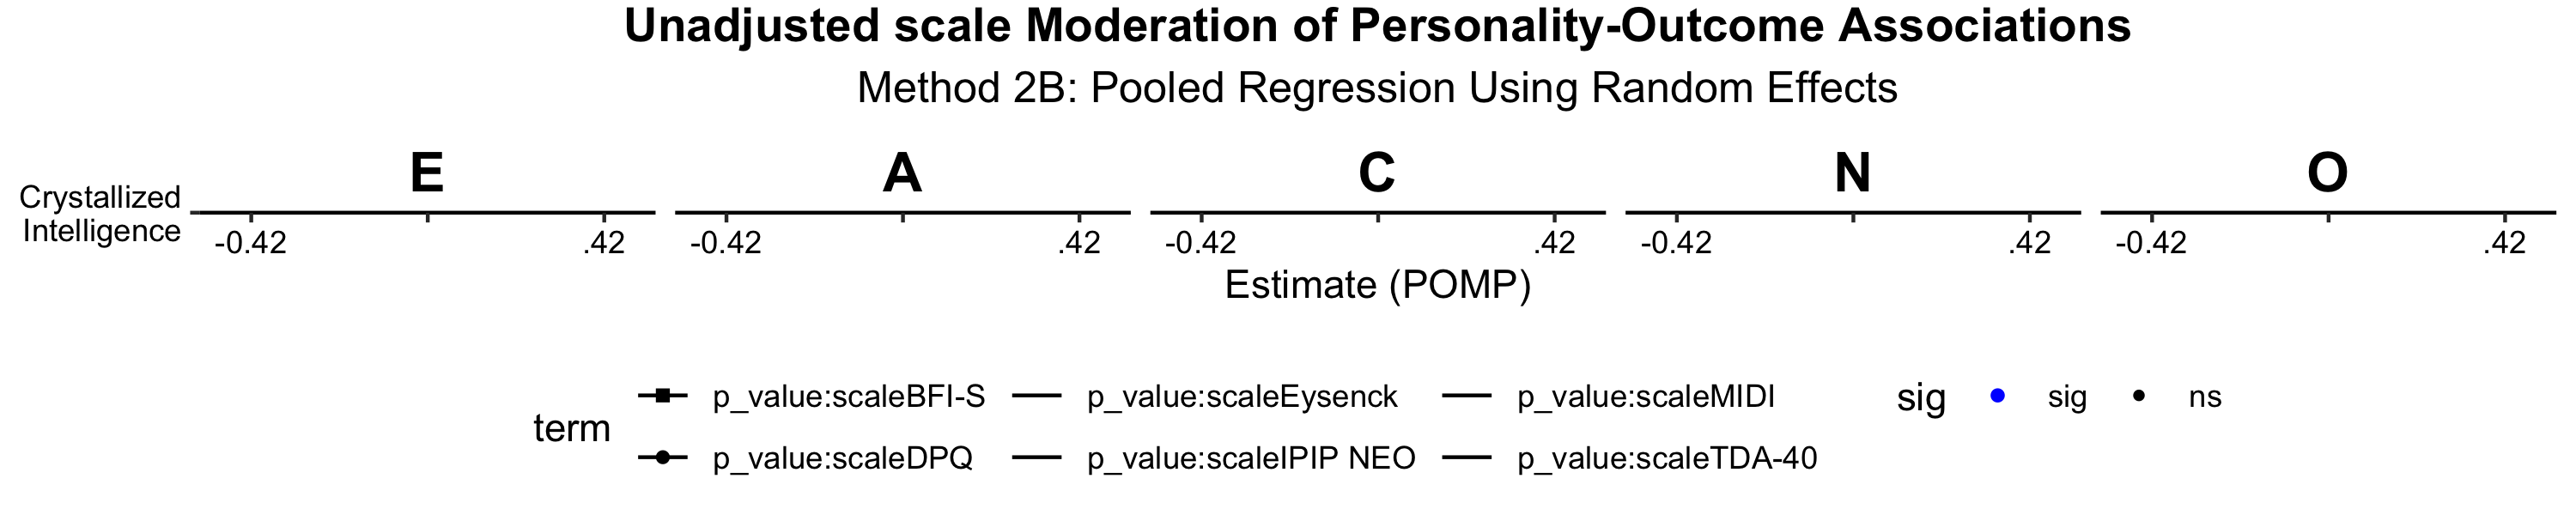 Unadjusted scale Moderation of Personality-Outcome Associations
Method 2B: Pooled Regression Using Random Effects
E A C N O
Crystallized
Intelligence
-0.42 .42 -0.42 .42 -0.42 .42 -0.42 .42 -0.42 .42
Estimate (POMP)
term
p_value:scaleBFI-S p_value:scaleEysenck p_value:scaleMIDI
p_value:scaleDPQ p_value:scaleIPIP NEO p_value:scaleTDA-40
sig sig ns